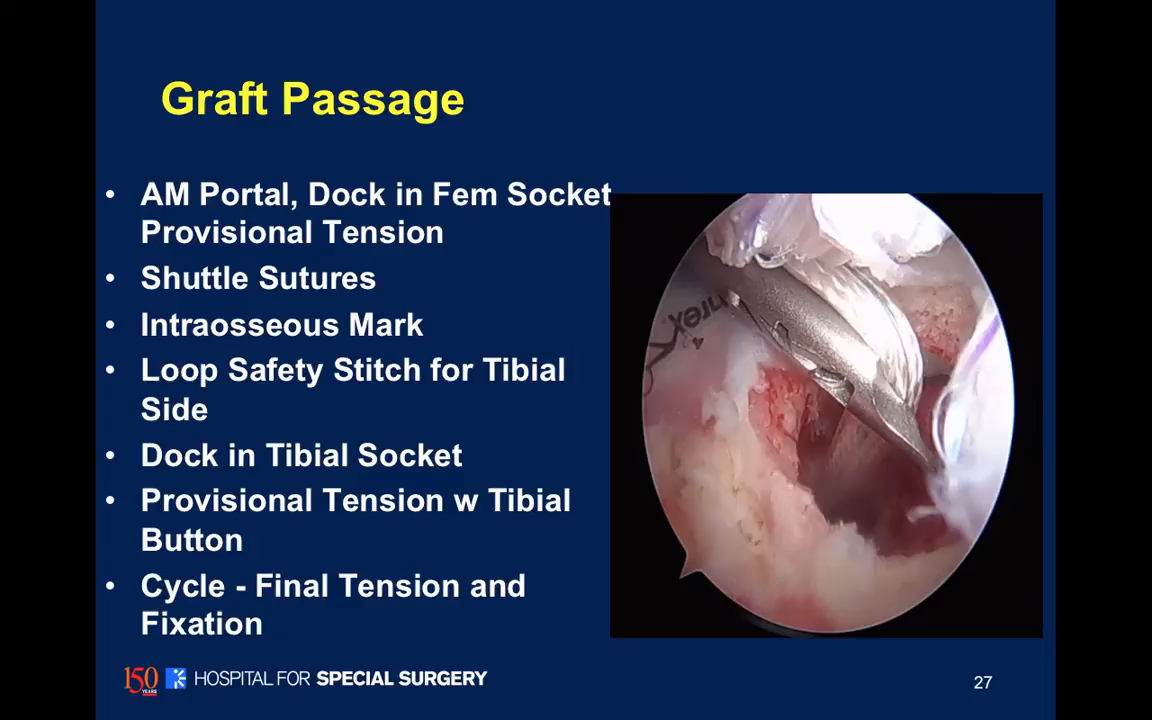 Graft Passage
• AM Portal, Dock in Fem Socket
Provisional Tension
• Shuttle Sutures
• Intraosseous Mark
• Loop Safety Stitch for Tibial
Side
• Dock in Tibial Socket
• Provisional Tension w Tibial
Button
• Cycle - Final Tension and
Fixation
150
YEARS
HOSPITAL FOR SPECIAL SURGERY
27